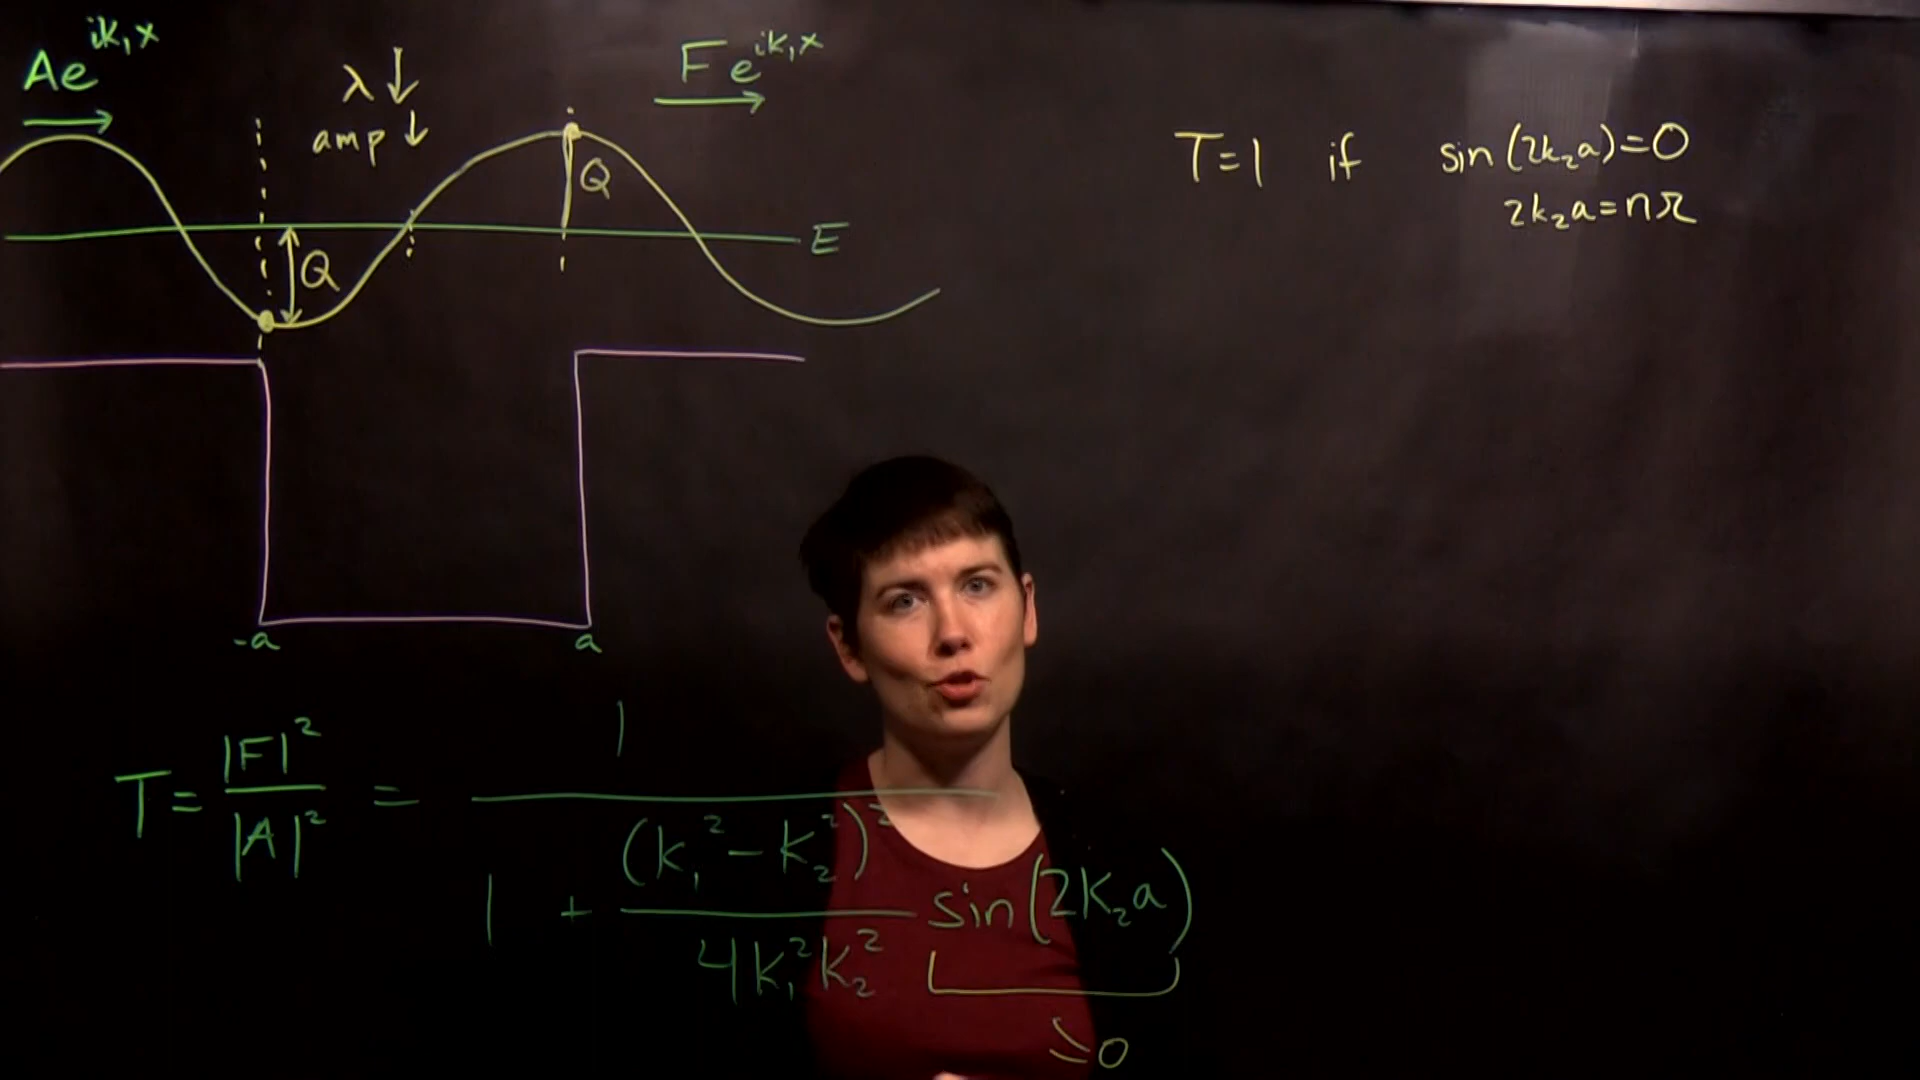 Ae^{ik₁x}
λ ↓
amp ↓
Fe^{ik₁x}
Q
E
Q
-a
a
T=1 if sin(2k₂a)=0
2k₂a=nπ
T = |F|²/|A|² = 1 / (1 + (k₁²-k₂²)²/(4k₁²k₂²) sin(2k₂a))